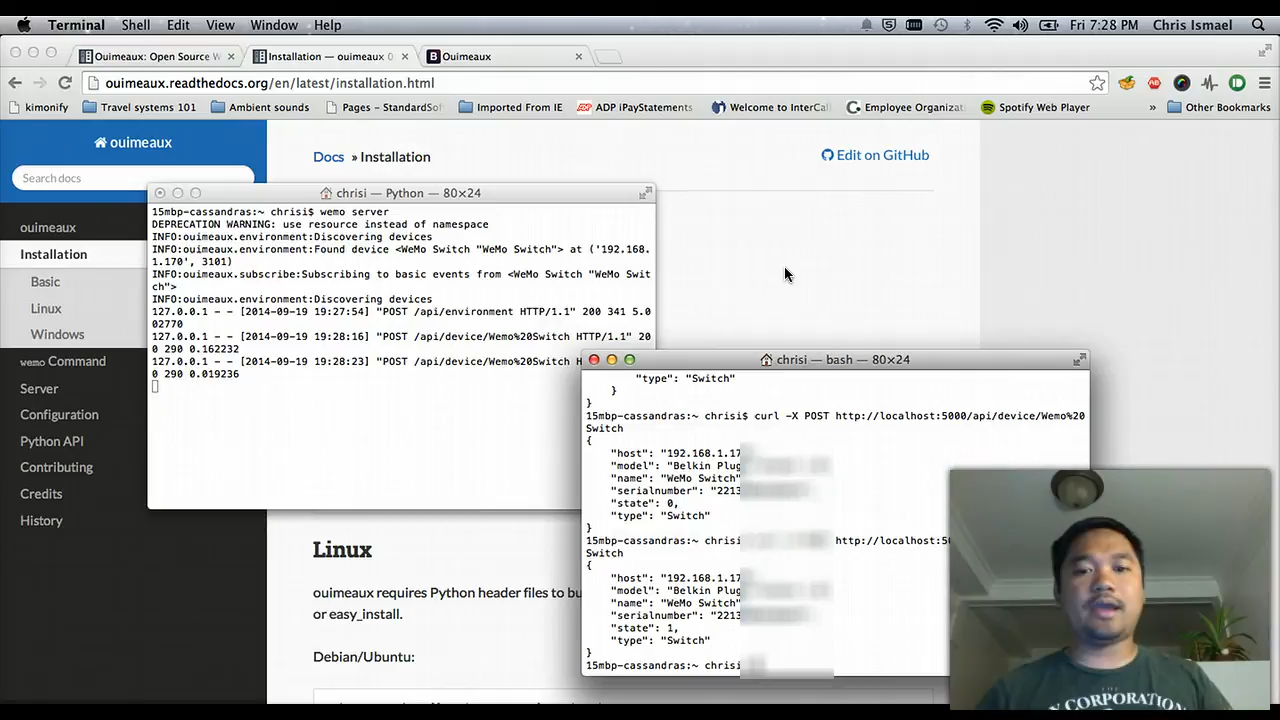 Terminal Shell Edit View Window Help Fri 7:28 PM Chris Ismael
Ouimeaux: Open Source W Installation — ouimeaux 0 Ouimeaux
ouimeaux.readthedocs.org/en/latest/installation.html
kimonify Travel systems 101 Ambient sounds Pages – StandardSof Imported From IE ADP iPayStatements Welcome to InterCall Employee Organizati Spotify Web Player » Other Bookmarks
ouimeaux
Search docs
ouimeaux
Installation
Basic
Linux
Windows
wemo Command
Server
Configuration
Python API
Contributing
Credits
History
Docs » Installation
Edit on GitHub
chrisi — Python — 80×24
15mbp-cassandras:~ chrisi$ wemo server
DEPRECATION WARNING: use resource instead of namespace
INFO:ouimeaux.environment:Discovering devices
INFO:ouimeaux.environment:Found device <WeMo Switch "WeMo Switch"> at ('192.168.
1.170', 3101)
INFO:ouimeaux.subscribe:Subscribing to basic events from <WeMo Switch "WeMo Swit
ch">
INFO:ouimeaux.environment:Discovering devices
127.0.0.1 - - [2014-09-19 19:27:54] "POST /api/environment HTTP/1.1" 200 341 5.0
02770
127.0.0.1 - - [2014-09-19 19:28:16] "POST /api/device/Wemo%20Switch HTTP/1.1" 20
0 290 0.162232
127.0.0.1 - - [2014-09-19 19:28:23] "POST /api/device/Wemo%20Switch H
0 290 0.019236
chrisi — bash — 80×24
"type": "Switch"
}
}
15mbp-cassandras:~ chrisi$ curl -X POST http://localhost:5000/api/device/Wemo%20
Switch
{
"host": "192.168.1.17
"model": "Belkin Plug
"name": "WeMo Switch"
"serialnumber": "2213
"state": 0,
"type": "Switch"
}
15mbp-cassandras:~ chrisi http://localhost:50
Switch
{
"host": "192.168.1.17
"model": "Belkin Plug
"name": "WeMo Switch"
"serialnumber": "2213
"state": 1,
"type": "Switch"
}
15mbp-cassandras:~ chrisi
Linux
ouimeaux requires Python header files to bu
or easy_install.
Debian/Ubuntu:
CORPORATION